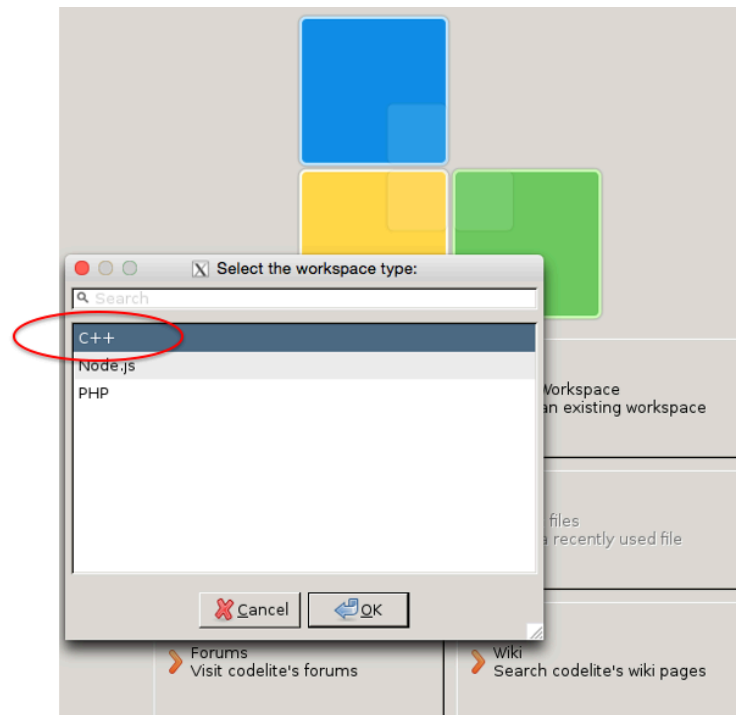 Select the workspace type:
Search
C++
Node.js
PHP
Cancel
OK
Workspace
an existing workspace
files
a recently used file
Forums
Visit codelite's forums
Wiki
Search codelite's wiki pages